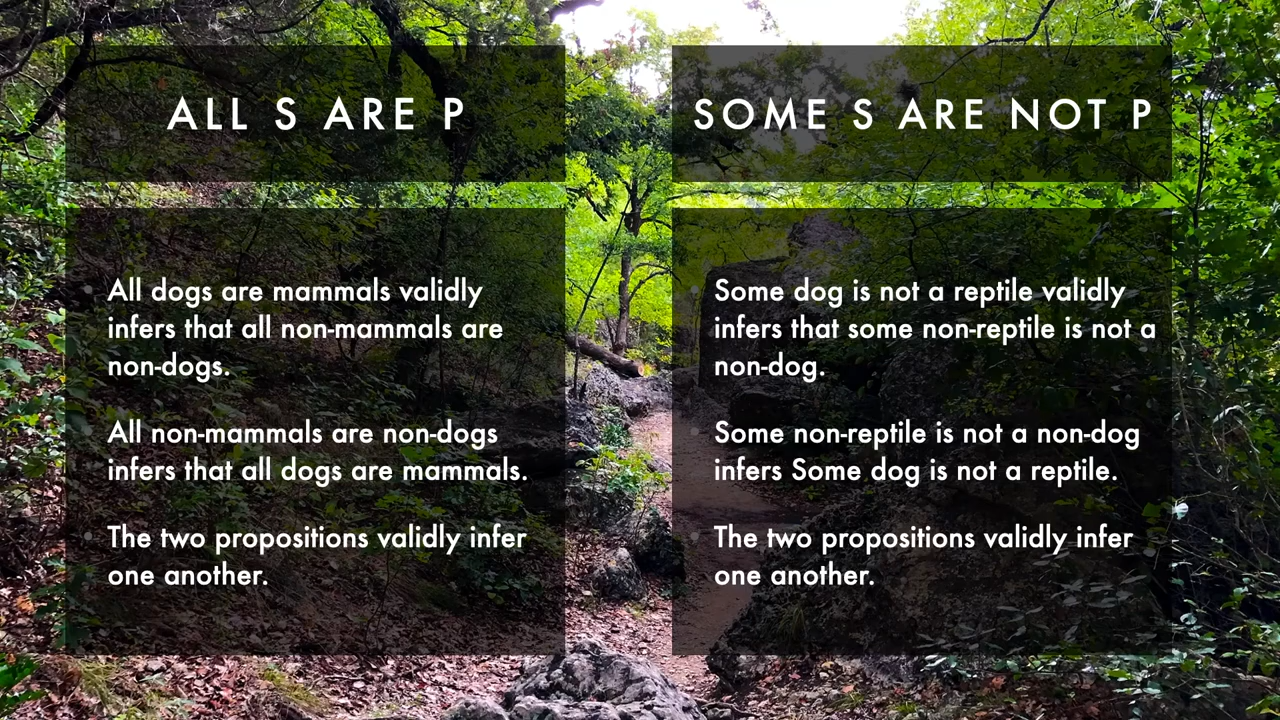 ALL S ARE P
All dogs are mammals validly
infers that all non-mammals are
non-dogs.
All non-mammals are non-dogs
infers that all dogs are mammals.
The two propositions validly infer
one another.
SOME S ARE NOT P
Some dog is not a reptile validly
infers that some non-reptile is not a
non-dog.
Some non-reptile is not a non-dog
infers Some dog is not a reptile.
The two propositions validly infer
one another.